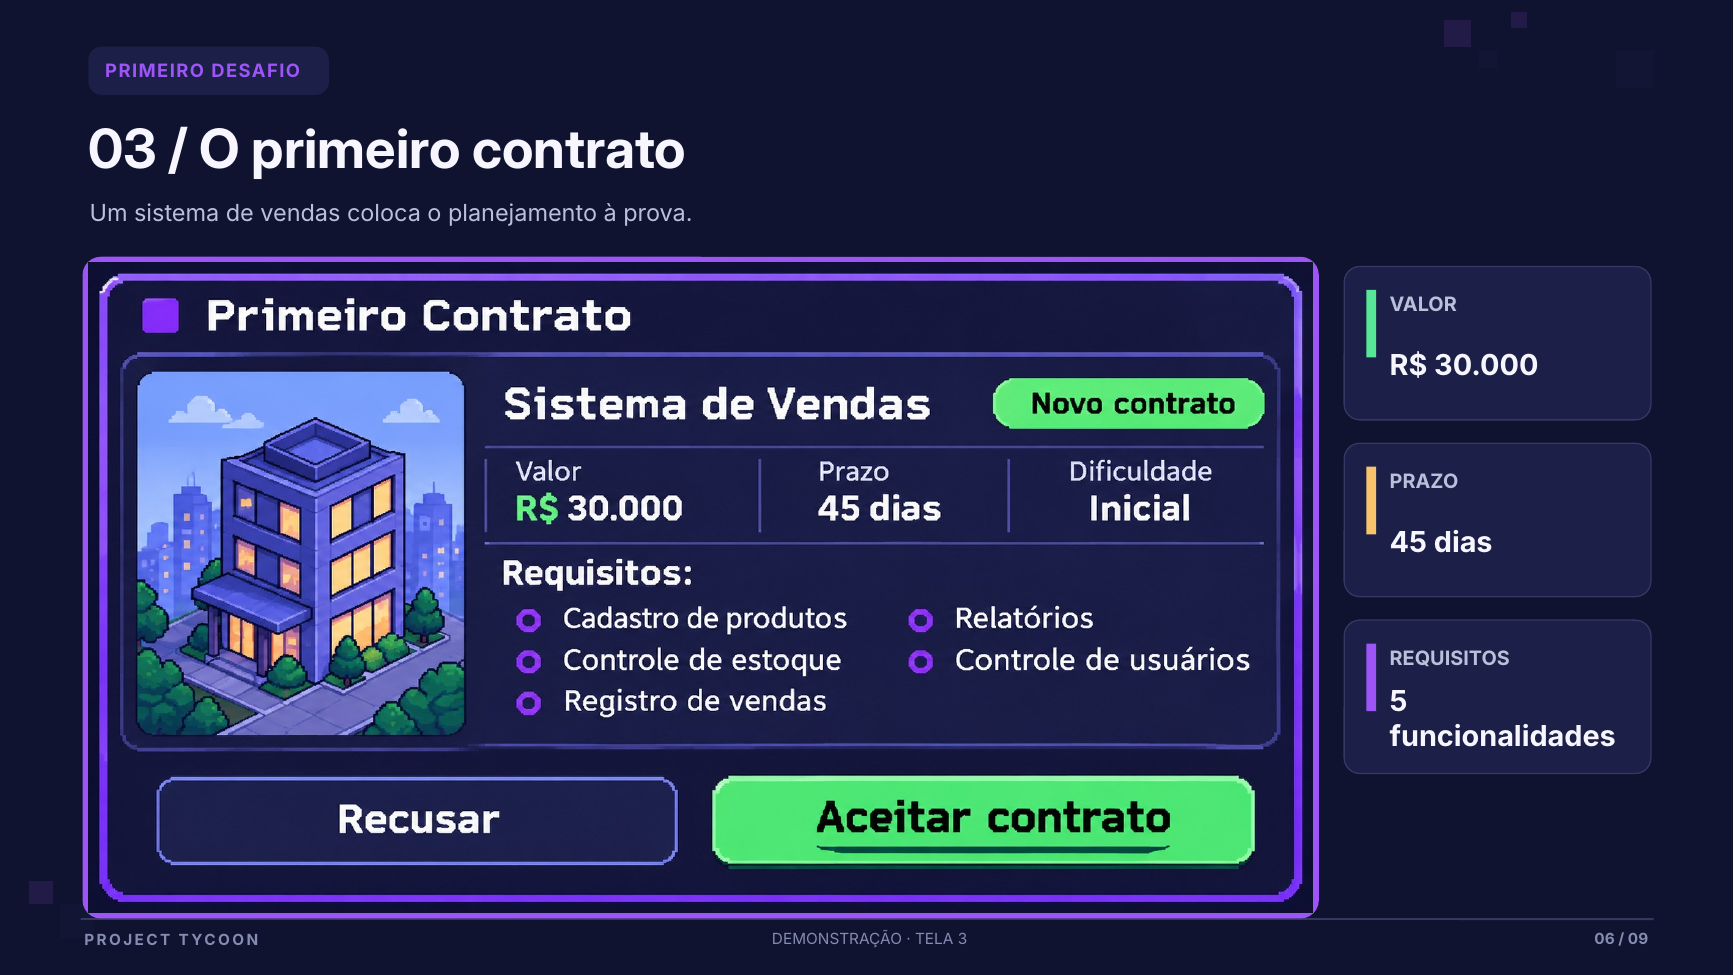 PRIMEIRO DESAFIO
03 / O primeiro contrato
Um sistema de vendas coloca o planejamento à prova.
Primeiro Contrato
Sistema de Vendas
Novo contrato
Valor
R$ 30.000
Prazo
45 dias
Dificuldade
Inicial
Requisitos:
Cadastro de produtos
Controle de estoque
Registro de vendas
Relatórios
Controle de usuários
Recusar
Aceitar contrato
VALOR
R$ 30.000
PRAZO
45 dias
REQUISITOS
5
funcionalidades
PROJECT TYCOON
DEMONSTRAÇÃO · TELA 3
06 / 09